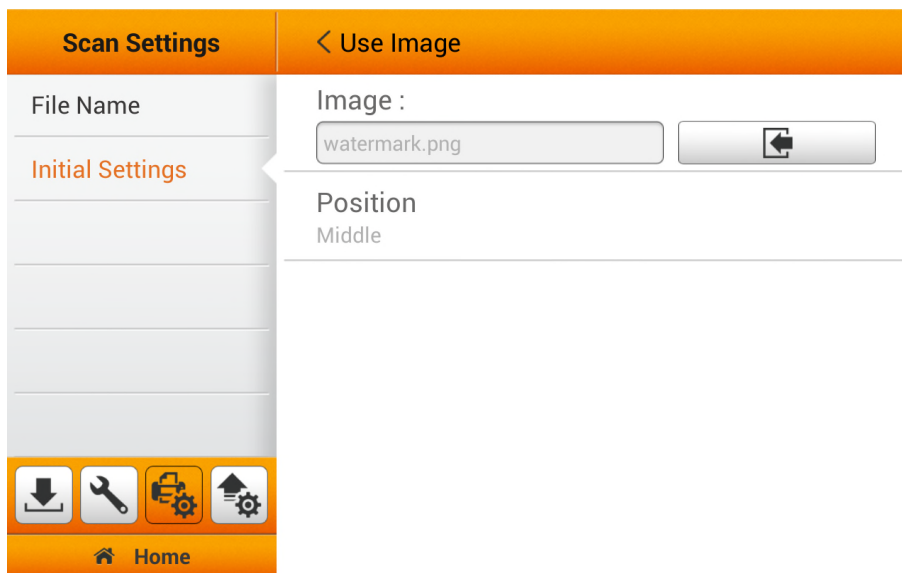 Scan Settings
< Use Image
File Name
Initial Settings
Image :
watermark.png
Position
Middle
Home